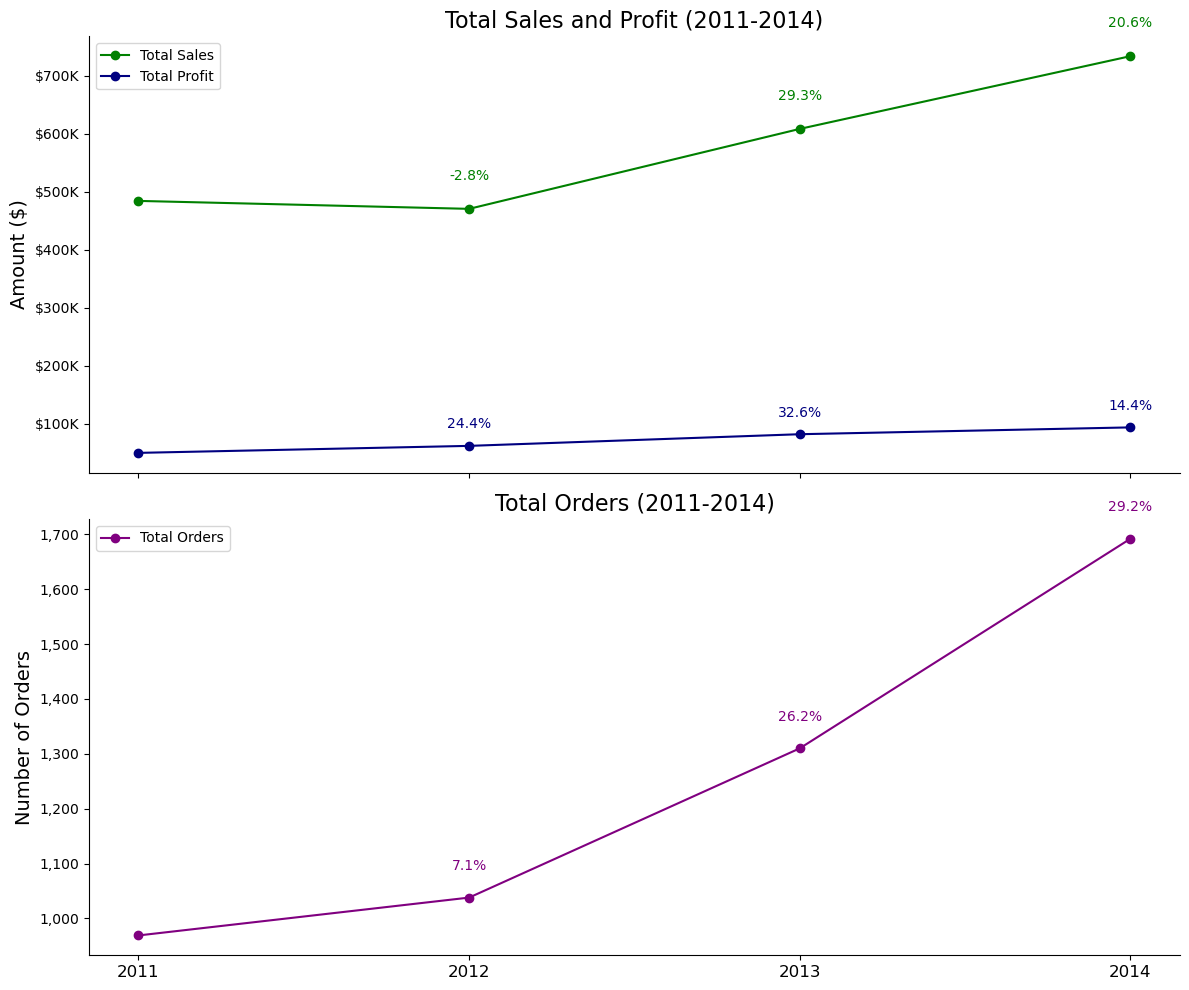 Total Sales and Profit (2011-2014)
20.6%
Total Sales
Total Profit
$700K
29.3%
$600K
-2.8%
$500K
Amount ($)
$400K
$300K
$200K
14.4%
32.6%
24.4%
$100K
Total Orders (2011-2014)
29.2%
Total Orders
1,700
1,600
1,500
Number of Orders
1,400
26.2%
1,300
1,200
7.1%
1,100
1,000
2011 2012 2013 2014